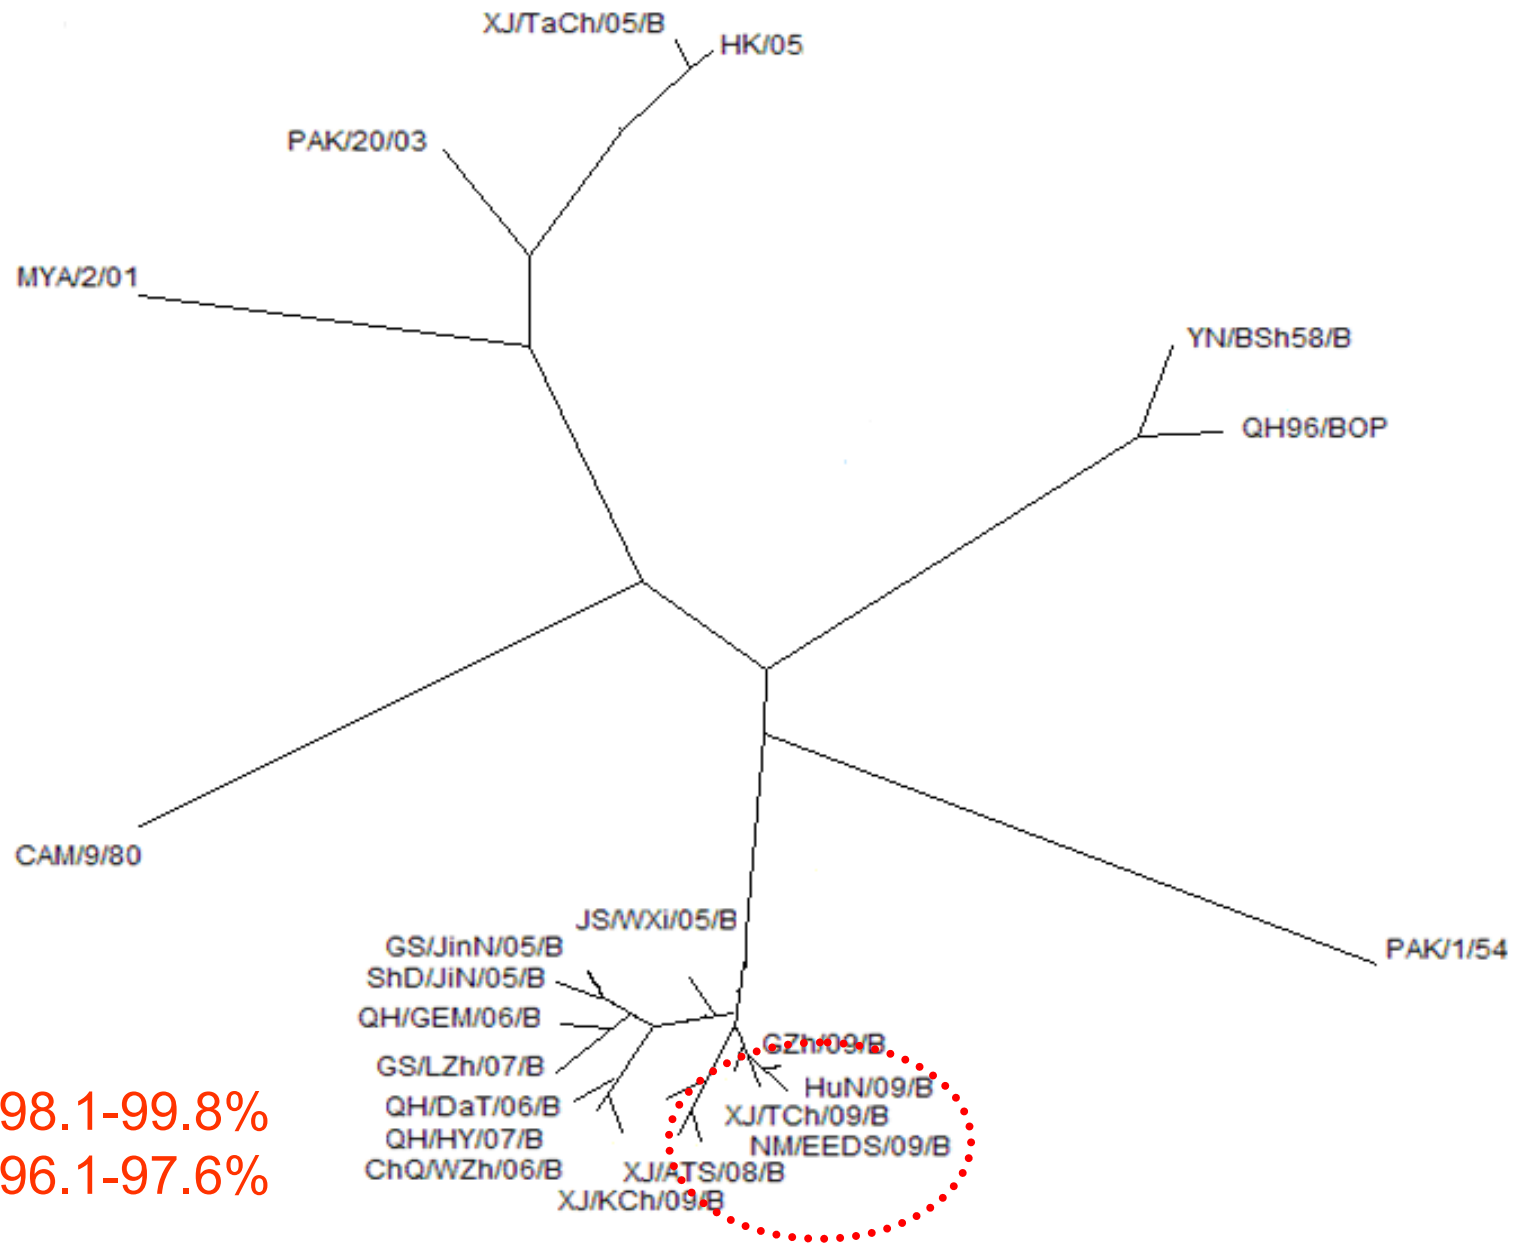 XJ/TaCh/05/B
HK/05
PAK/20/03
MYA/2/01
YN/BSh58/B
QH96/BOP
CAM/9/80
JS/WXi/05/B
GS/JinN/05/B
PAK/1/54
ShD/JiN/05/B
QH/GEM/06/B
GZh/09/B
GS/LZh/07/B
HuN/09/B
98.1-99.8%
QH/DaT/06/B
XJ/TCh/09/B
QH/HY/07/B
NM/EEDS/09/B
96.1-97.6%
ChQ/WZh/06/B
XJ/ATS/08/B
XJ/KCh/09/B